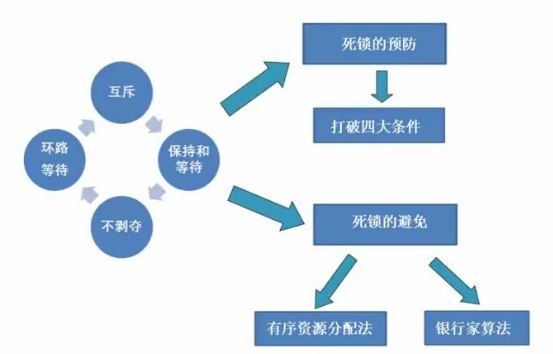 互斥
保持和
等待
不剥夺
环路
等待
死锁的预防
打破四大条件
死锁的避免
有序资源分配法
银行家算法